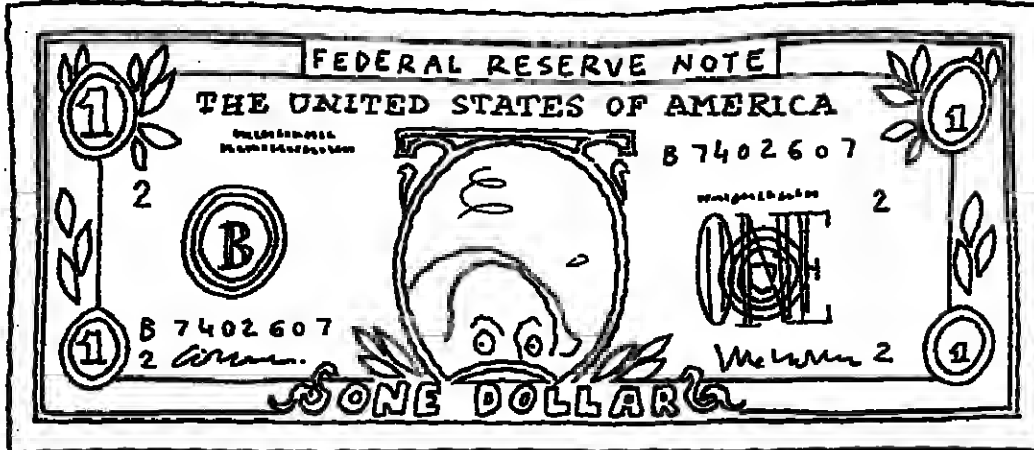 FEDERAL RESERVE NOTE
THE UNITED STATES OF AMERICA
1
1
B 7402607
2
2
B
ONE
B 7402607
2
2
1
1
ONE DOLLAR